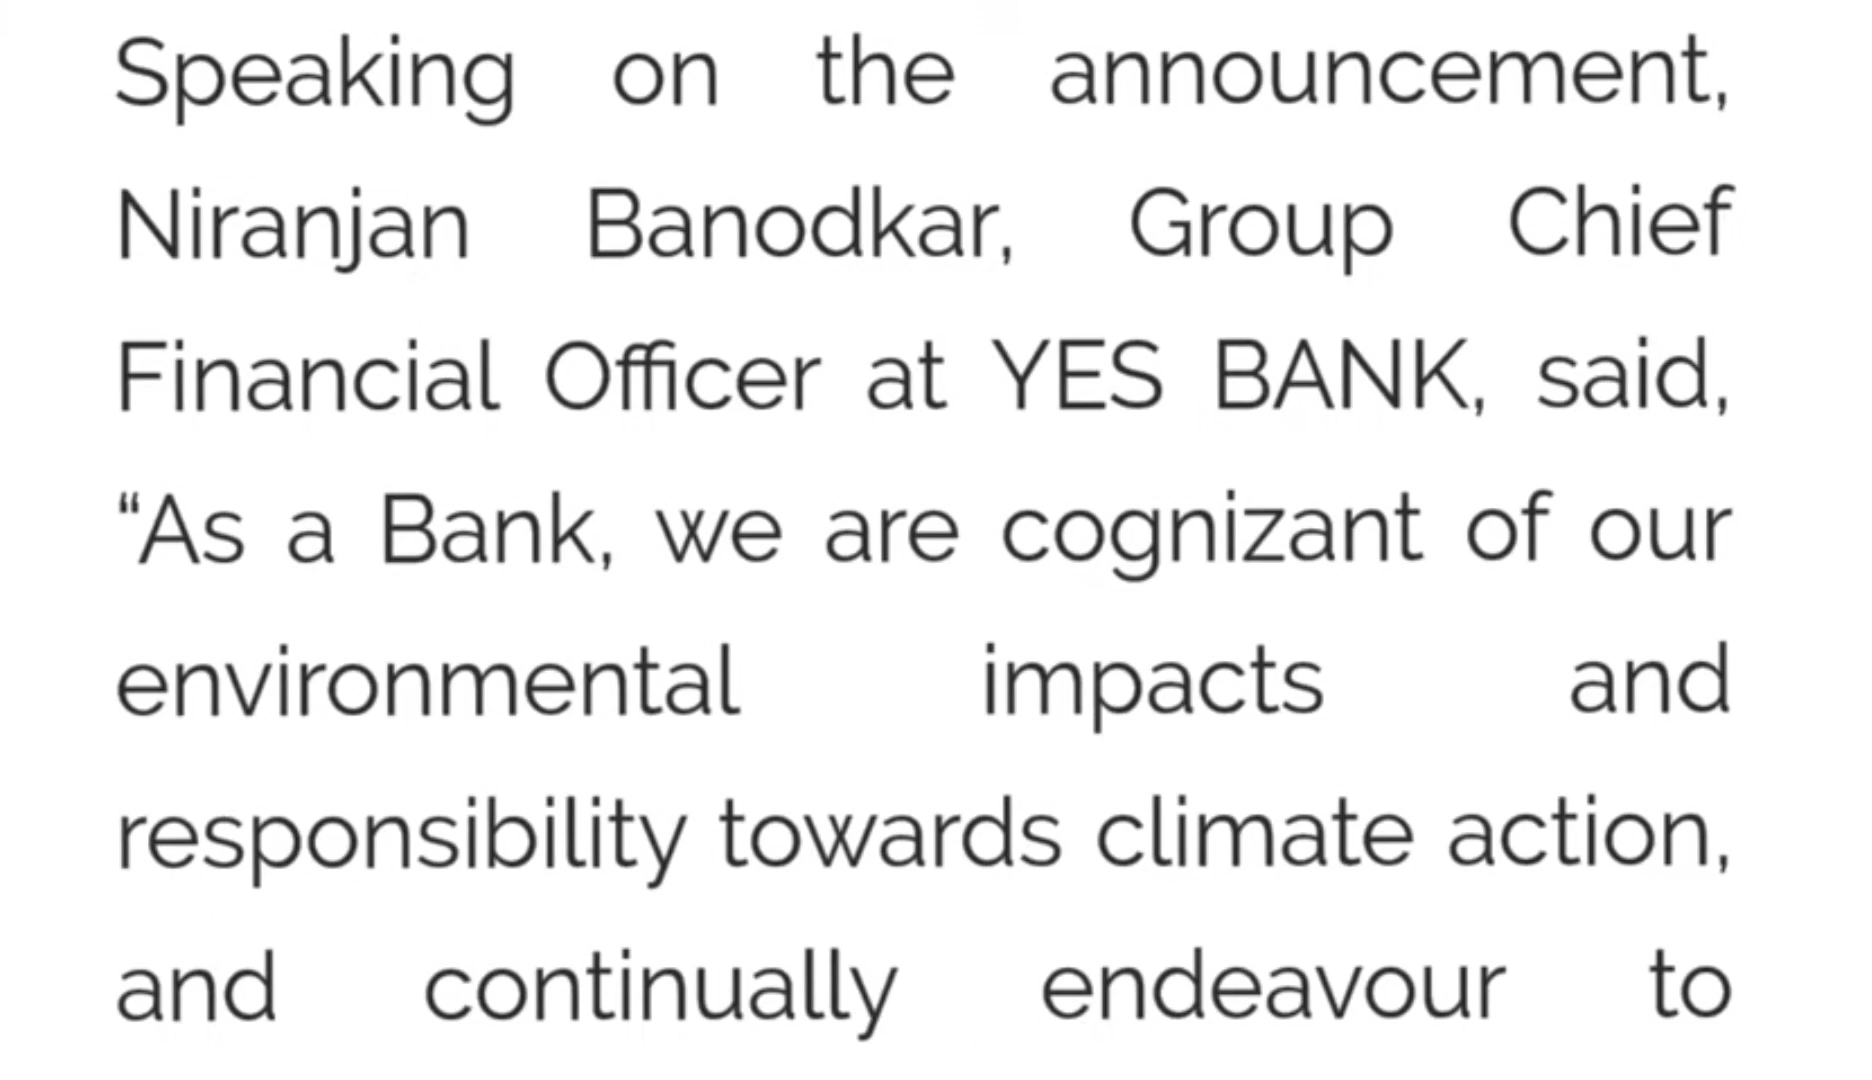 Speaking on the announcement,
Niranjan Banodkar, Group Chief
Financial Officer at YES BANK, said,
“As a Bank, we are cognizant of our
environmental impacts and
responsibility towards climate action,
and continually endeavour to